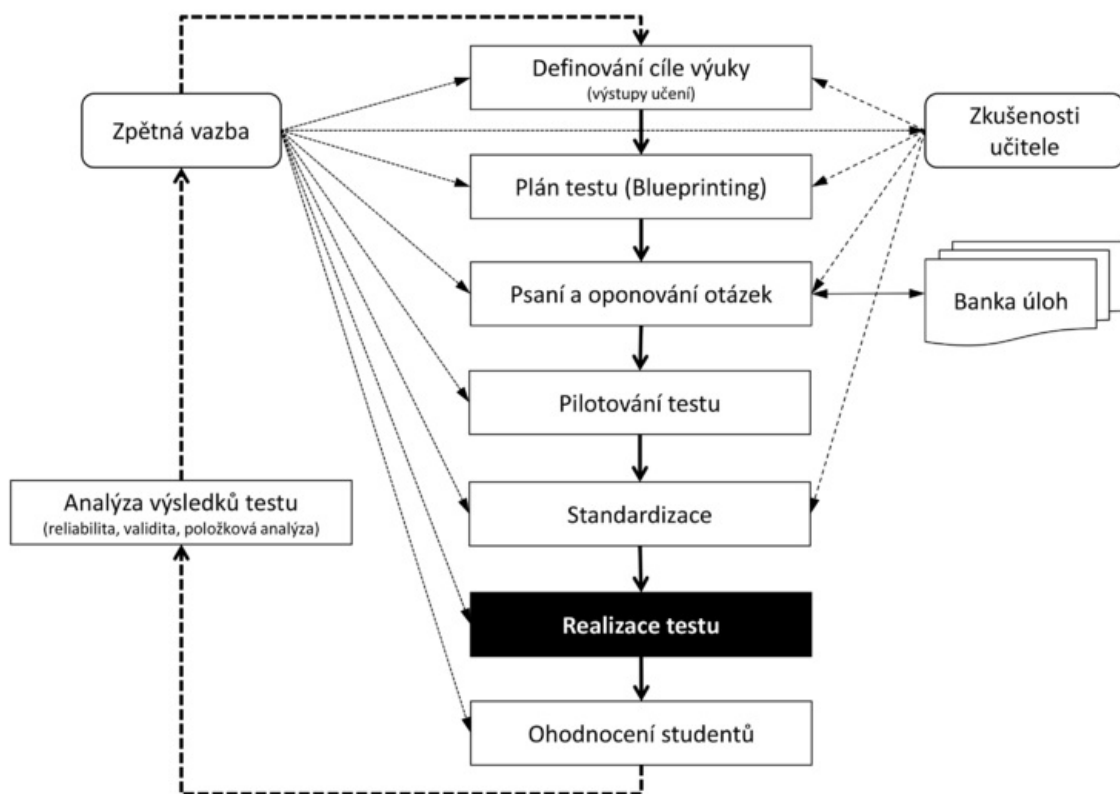 Definování cíle výuky
(výstupy učení)
Zpětná vazba
Zkušenosti
učitele
Plán testu (Blueprinting)
Psaní a oponování otázek
Banka úloh
Pilotování testu
Analýza výsledků testu
(reliabilita, validita, položková analýza)
Standardizace
Realizace testu
Ohodnocení studentů